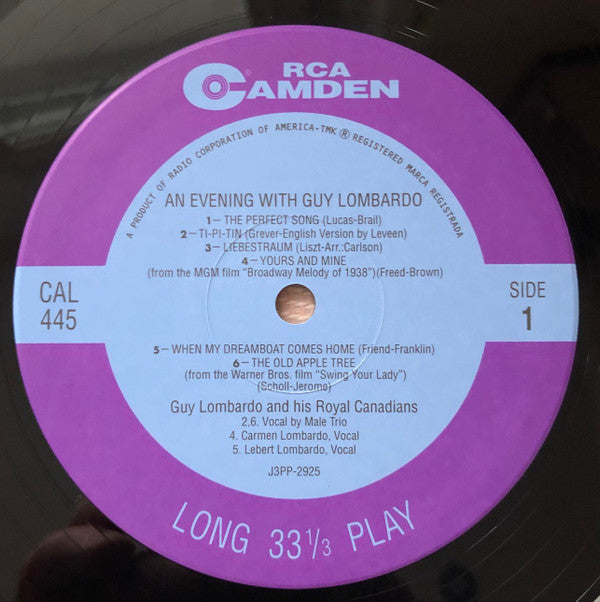 RCA
CAMDEN
A PRODUCT OF RADIO CORPORATION OF AMERICA•TMK ® REGISTERED MARCA REGISTRADA
AN EVENING WITH GUY LOMBARDO
1—THE PERFECT SONG (Lucas-Brail)
2—TI-PI-TIN (Grever-English Version by Leveen)
3—LIEBESTRAUM (Liszt-Arr.:Carlson)
4—YOURS AND MINE
(from the MGM film "Broadway Melody of 1938")(Freed-Brown)
CAL
445
SIDE
1
5—WHEN MY DREAMBOAT COMES HOME (Friend-Franklin)
6—THE OLD APPLE TREE
(from the Warner Bros. film "Swing Your Lady")
(Scholl-Jerome)
Guy Lombardo and his Royal Canadians
2,6. Vocal by Male Trio
4. Carmen Lombardo, Vocal
5. Lebert Lombardo, Vocal
J3PP-2925
LONG 33 1/3 PLAY